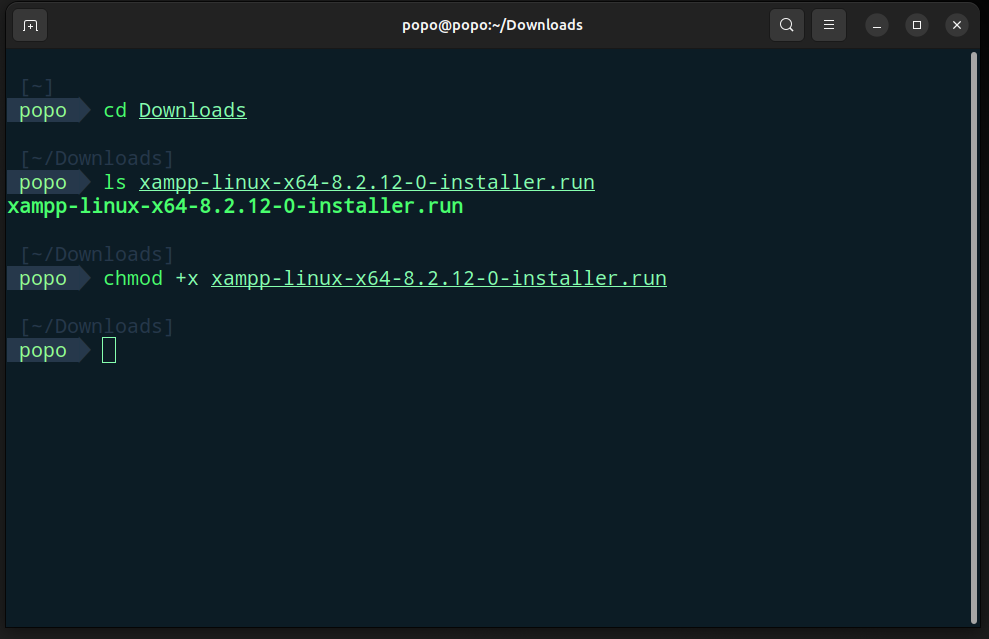 popo@popo:~/Downloads
[~]
popo cd Downloads
[~/Downloads]
popo ls xampp-linux-x64-8.2.12-0-installer.run
xampp-linux-x64-8.2.12-0-installer.run
[~/Downloads]
popo chmod +x xampp-linux-x64-8.2.12-0-installer.run
[~/Downloads]
popo